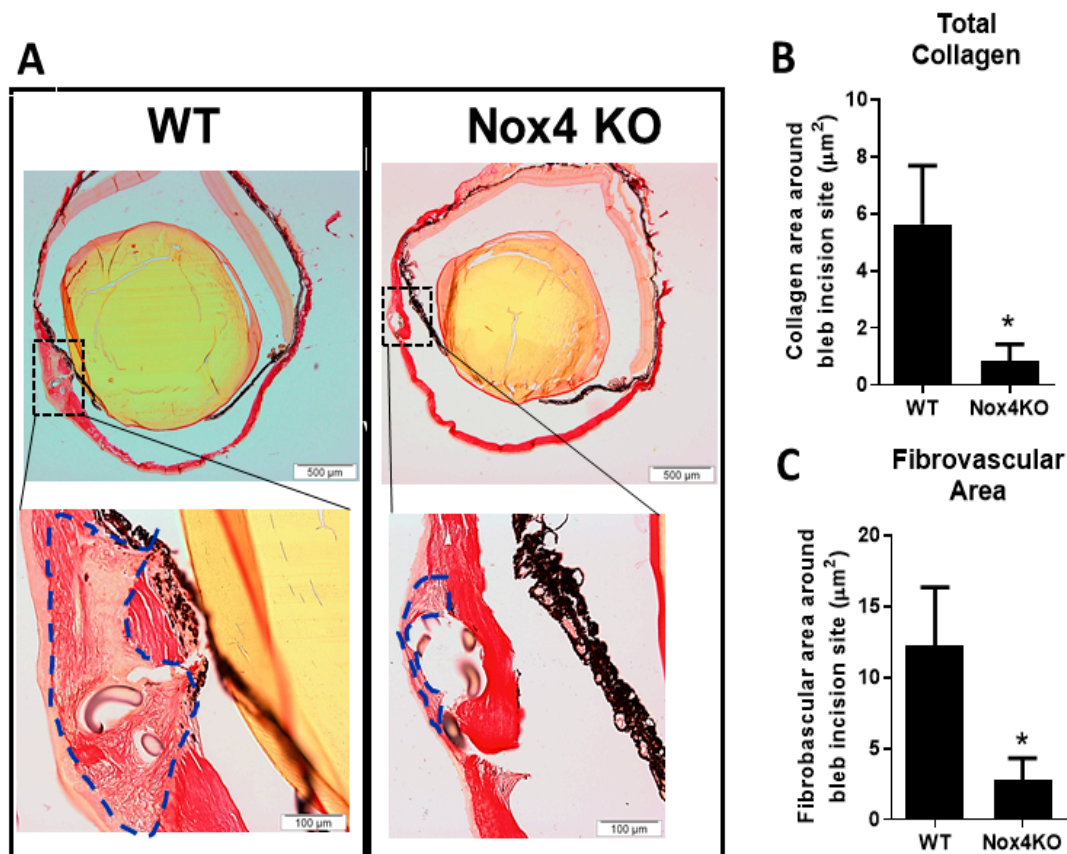 A
WT
Nox4 KO
500 µm
500 µm
100 µm
100 µm
B
Total
Collagen
Collagen area around
bleb incision site (µm²)
10
8
6
4
2
0
*
WT
Nox4KO
C
Fibrovascular
Area
Fibrobascular area around
bleb incision site (µm²)
20
15
10
5
0
*
WT
Nox4KO